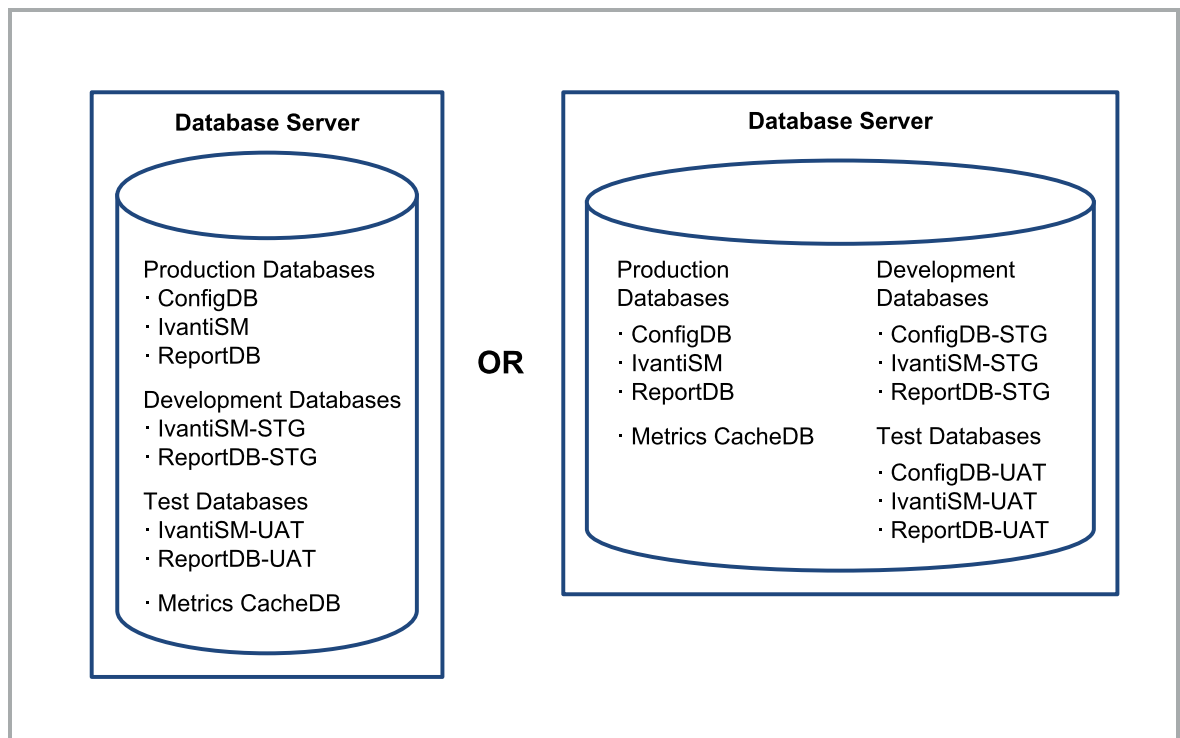 Database Server
Production Databases
· ConfigDB
· IvantiSM
· ReportDB
Development Databases
· IvantiSM-STG
· ReportDB-STG
Test Databases
· IvantiSM-UAT
· ReportDB-UAT
· Metrics CacheDB
OR
Database Server
Production
Databases
· ConfigDB
· IvantiSM
· ReportDB
· Metrics CacheDB
Development
Databases
· ConfigDB-STG
· IvantiSM-STG
· ReportDB-STG
Test Databases
· ConfigDB-UAT
· IvantiSM-UAT
· ReportDB-UAT